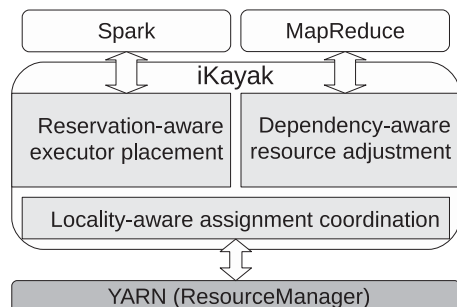 Spark
MapReduce
iKayak
Reservation-aware
executor placement
Dependency-aware
resource adjustment
Locality-aware assignment coordination
YARN (ResourceManager)